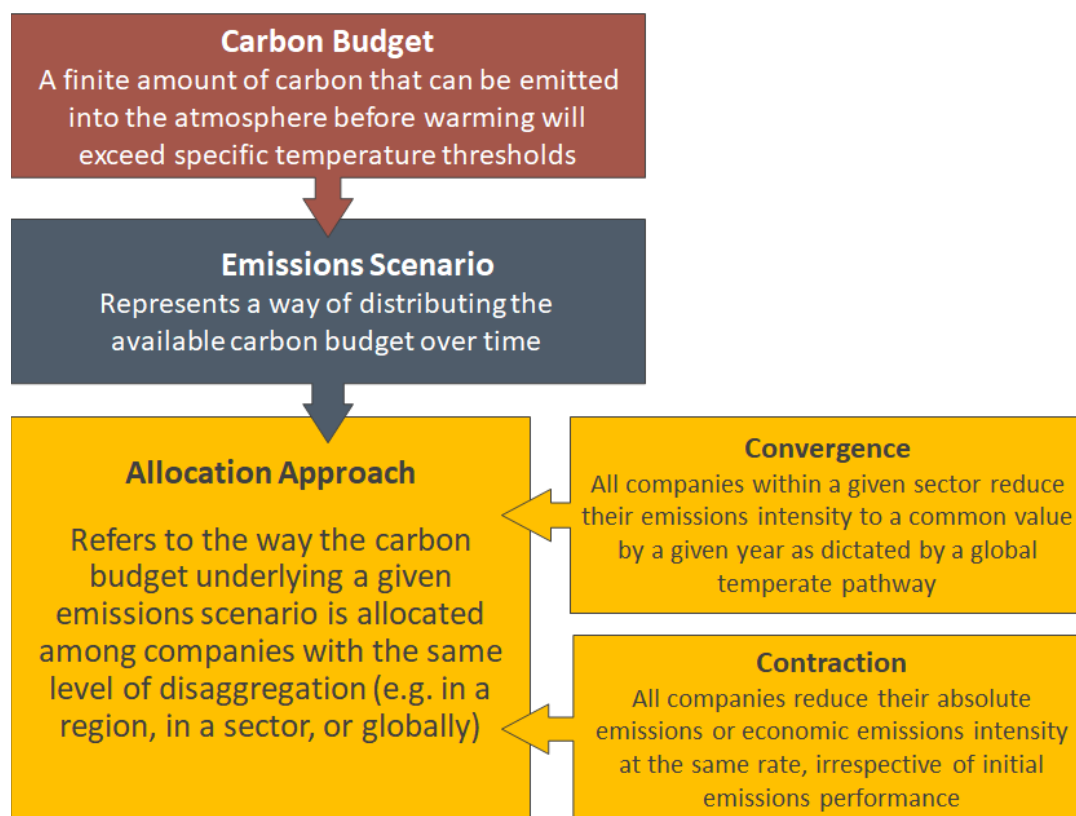 Carbon Budget
A finite amount of carbon that can be emitted
into the atmosphere before warming will
exceed specific temperature thresholds
Emissions Scenario
Represents a way of distributing the
available carbon budget over time
Allocation Approach
Refers to the way the carbon
budget underlying a given
emissions scenario is allocated
among companies with the same
level of disaggregation (e.g. in a
region, in a sector, or globally)
Convergence
All companies within a given sector reduce
their emissions intensity to a common value
by a given year as dictated by a global
temperate pathway
Contraction
All companies reduce their absolute
emissions or economic emissions intensity
at the same rate, irrespective of initial
emissions performance